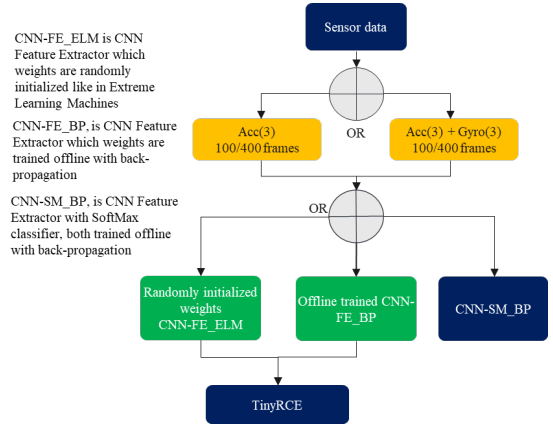 Sensor data
CNN-FE_ELM is CNN
Feature Extractor which
weights are randomly
initialized like in Extreme
Learning Machines
CNN-FE_BP, is CNN Feature
Extractor which weights are
trained offline with back-
propagation
CNN-SM_BP, is CNN Feature
Extractor with SoftMax
classifier, both trained offline
with back-propagation
OR
Acc(3)
100/400 frames
Acc(3) + Gyro(3)
100/400 frames
OR
Randomly initialized
weights
CNN-FE_ELM
Offline trained CNN-
FE_BP
CNN-SM_BP
TinyRCE